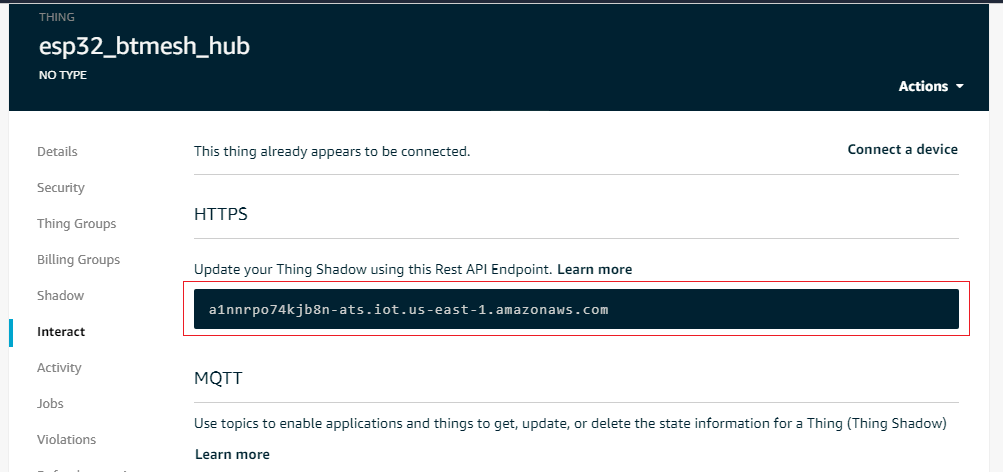 THING
esp32_btmesh_hub
NO TYPE
Actions
Details
Security
Thing Groups
Billing Groups
Shadow
Interact
Activity
Jobs
Violations
This thing already appears to be connected.
Connect a device
HTTPS
Update your Thing Shadow using this Rest API Endpoint. Learn more
a1nnrpo74kjb8n-ats.iot.us-east-1.amazonaws.com
MQTT
Use topics to enable applications and things to get, update, or delete the state information for a Thing (Thing Shadow)
Learn more